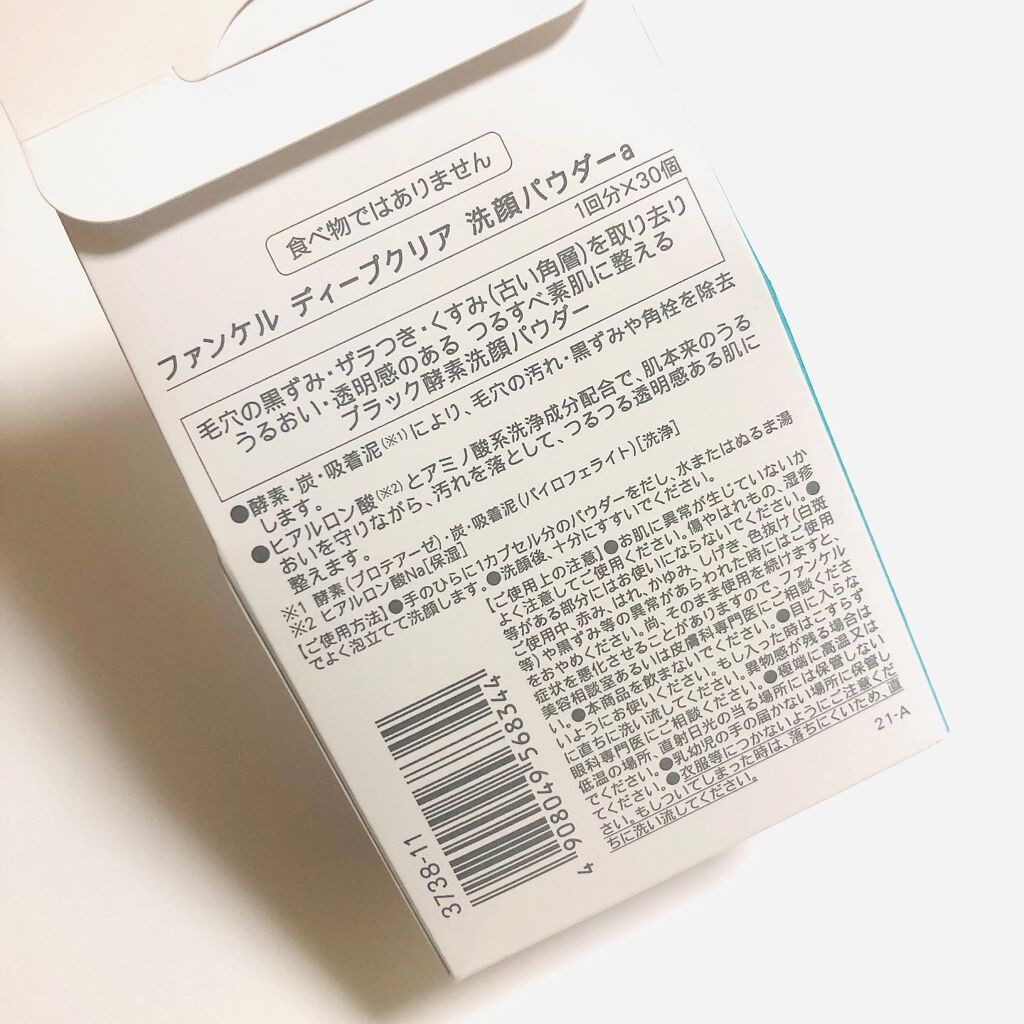 食べ物ではありません
ファンケル ディープクリア 洗顔パウダーa
1回分×30個
毛穴の黒ずみ・ザラつき・くすみ(古い角層)を取り去り
うるおい・透明感のある つるすべ素肌に整える
ブラック酵素洗顔パウダー
●酵素・炭・吸着泥(※1)により、毛穴の汚れ・黒ずみや角栓を除去
します。
●ヒアルロン酸(※2)とアミノ酸系洗浄成分配合で、肌本来のうる
おいを守りながら、汚れを落として、つるつる透明感ある肌に
整えます。
※1 酵素(プロテアーゼ)・炭・吸着泥(パイロフェライト)[洗浄]
※2 ヒアルロン酸Na[保湿]
【ご使用方法】●手のひらに1カプセル分のパウダーをだし、水またはぬるま湯
でよく泡立てて洗顔します。●洗顔後、十分にすすいでください。
【ご使用上の注意】●お肌に異常が生じていないか
よく注意してご使用ください。傷やはれもの、湿疹
等がある部分にはお使いにならないでください。●
ご使用中、赤み、はれ、かゆみ、しげき、色抜け(白斑
等)や黒ずみ等の異常があらわれた時にはご使用
をおやめください。尚、そのまま使用を続けますと、
症状を悪化させることがありますので、ファンケル
美容相談室あるいは皮膚科専門医にご相談くださ
い。●本商品を飲まないでください。●目に入らな
いようにお使いください。もし入った時は、こすらず
に直ちに洗い流してください。異物感が残る場合は
眼科専門医にご相談ください。●極端に高温又は
低温の場所、直射日光の当る場所には保管しない
でください。●乳幼児の手の届かない場所に保管し
てください。●衣服等につかないようにご注意くだ
さい。もしついてしまった時は、落ちにくいため、直
ちに洗い流してください。
21-A
3738-11
4 908049 568344